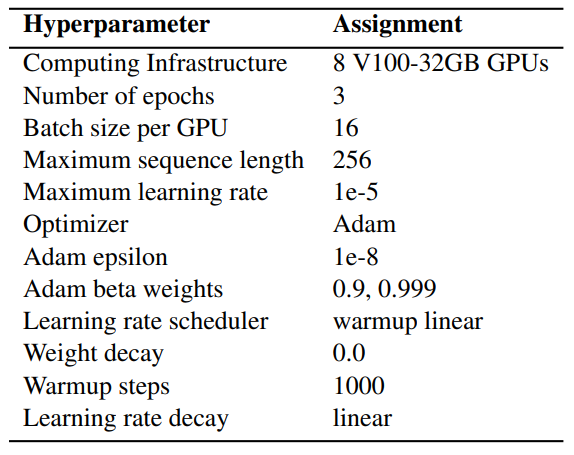 Hyperparameter Assignment
Computing Infrastructure 8 V100-32GB GPUs
Number of epochs 3
Batch size per GPU 16
Maximum sequence length 256
Maximum learning rate 1e-5
Optimizer Adam
Adam epsilon 1e-8
Adam beta weights 0.9, 0.999
Learning rate scheduler warmup linear
Weight decay 0.0
Warmup steps 1000
Learning rate decay linear